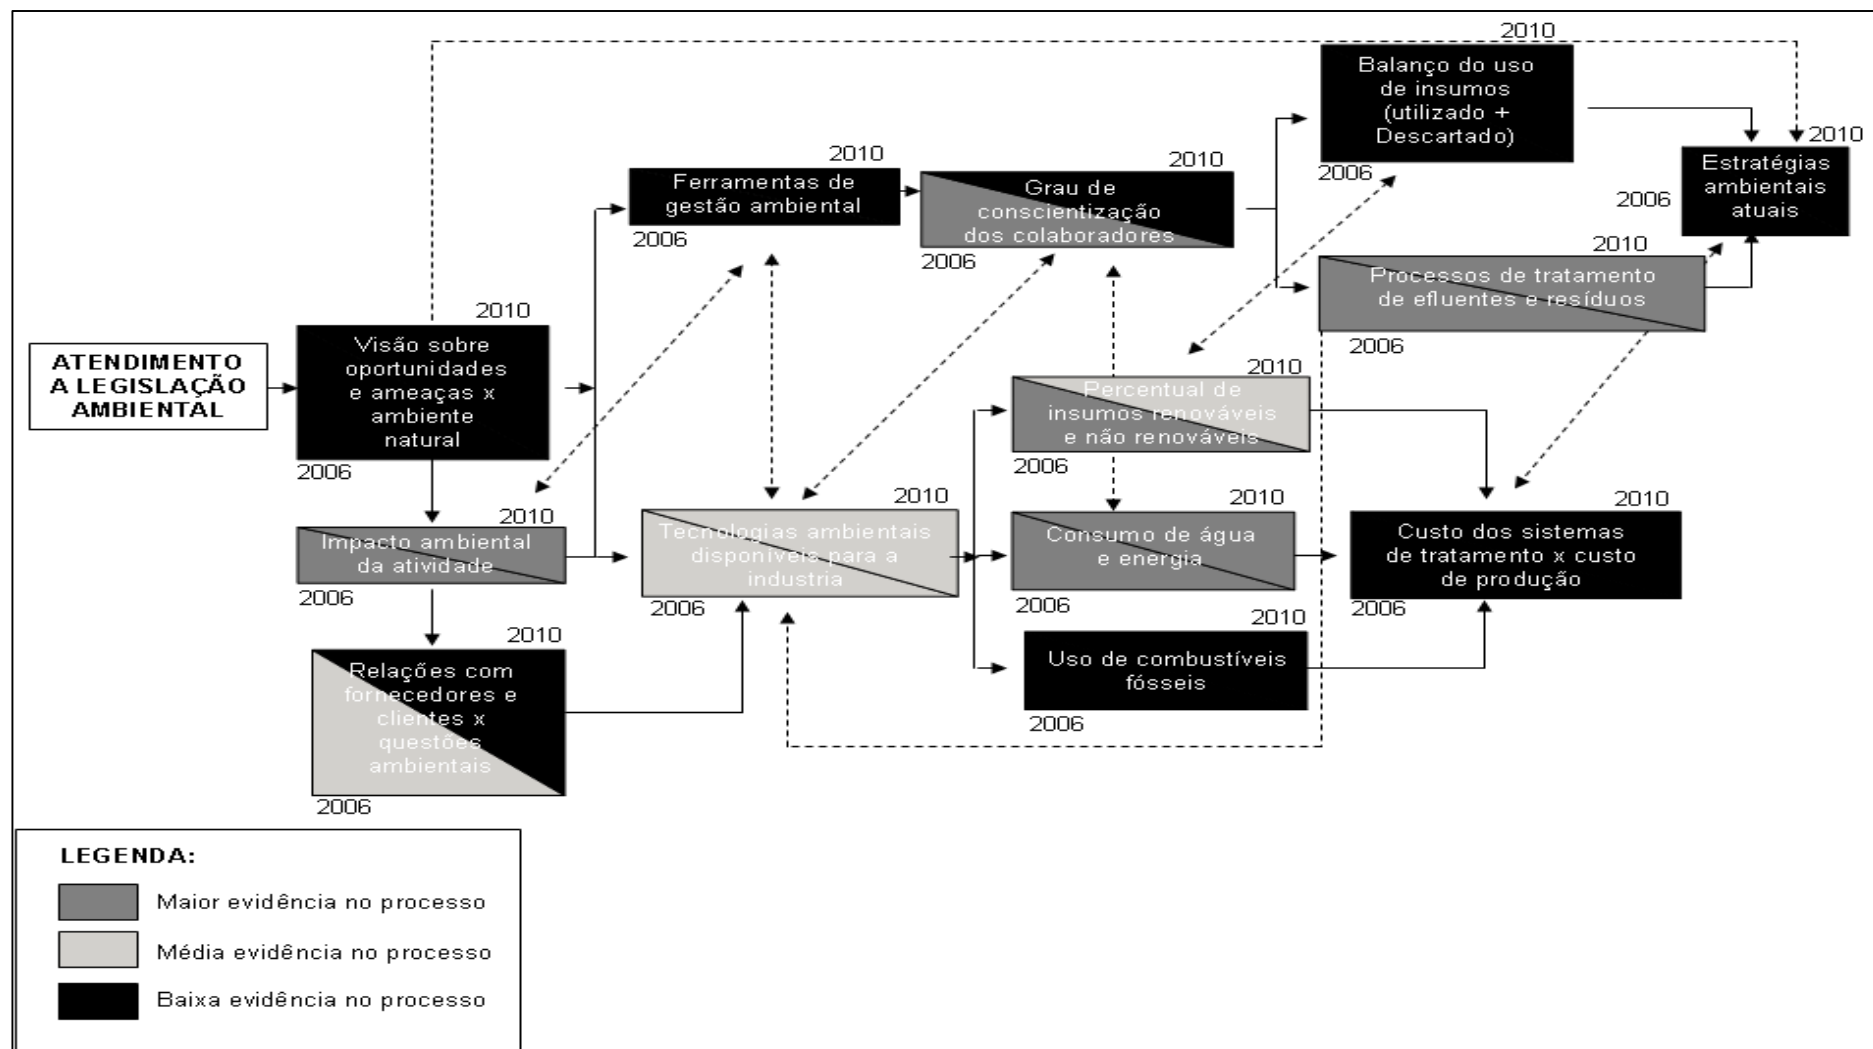 2010
Balanço do uso
de insumos
(utilizado +
Descartado)
2006
2010
Estratégias
ambientais
atuais
2006
2010
Ferramentas de
gestão ambiental
2006
2010
Grau de
conscientização
dos colaboradores
2006
2010
Processos de tratamento
de efluentes e resíduos
2006
ATENDIMENTO
A LEGISLAÇÃO
AMBIENTAL
2010
Visão sobre
oportunidades
e ameaças x
ambiente
natural
2006
2010
Percentual de
insumos renováveis
e não renováveis
2006
2010
Impacto ambiental
da atividade
2006
2010
Tecnologias ambientais
disponíveis para a
industria
2006
2010
Consumo de água
e energia
2006
2010
Custo dos sistemas
de tratamento x custo
de produção
2006
2010
Relações com
fornecedores e
clientes x
questões
ambientais
2006
2010
Uso de combustíveis
fósseis
2006
LEGENDA:
Maior evidência no processo
Média evidência no processo
Baixa evidência no processo